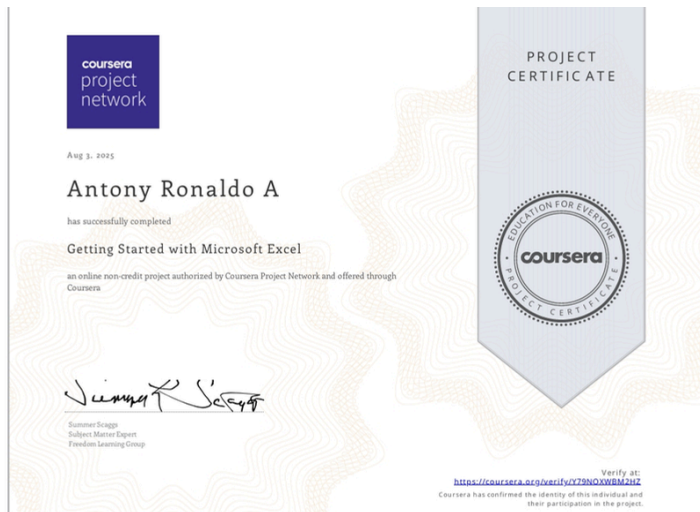 coursera
project
network
PROJECT
CERTIFICATE
Aug 3, 2025
Antony Ronaldo A
has successfully completed
Getting Started with Microsoft Excel
an online non-credit project authorized by Coursera Project Network and offered through
Coursera
EDUCATION FOR EVERYONE
coursera
PROJECT CERTIFICATE
Summer Scaggs
Subject Matter Expert
Freedom Learning Group
Verify at:
https://coursera.org/verify/Y79NOXWBM2HZ
Coursera has confirmed the identity of this individual and
their participation in the project.